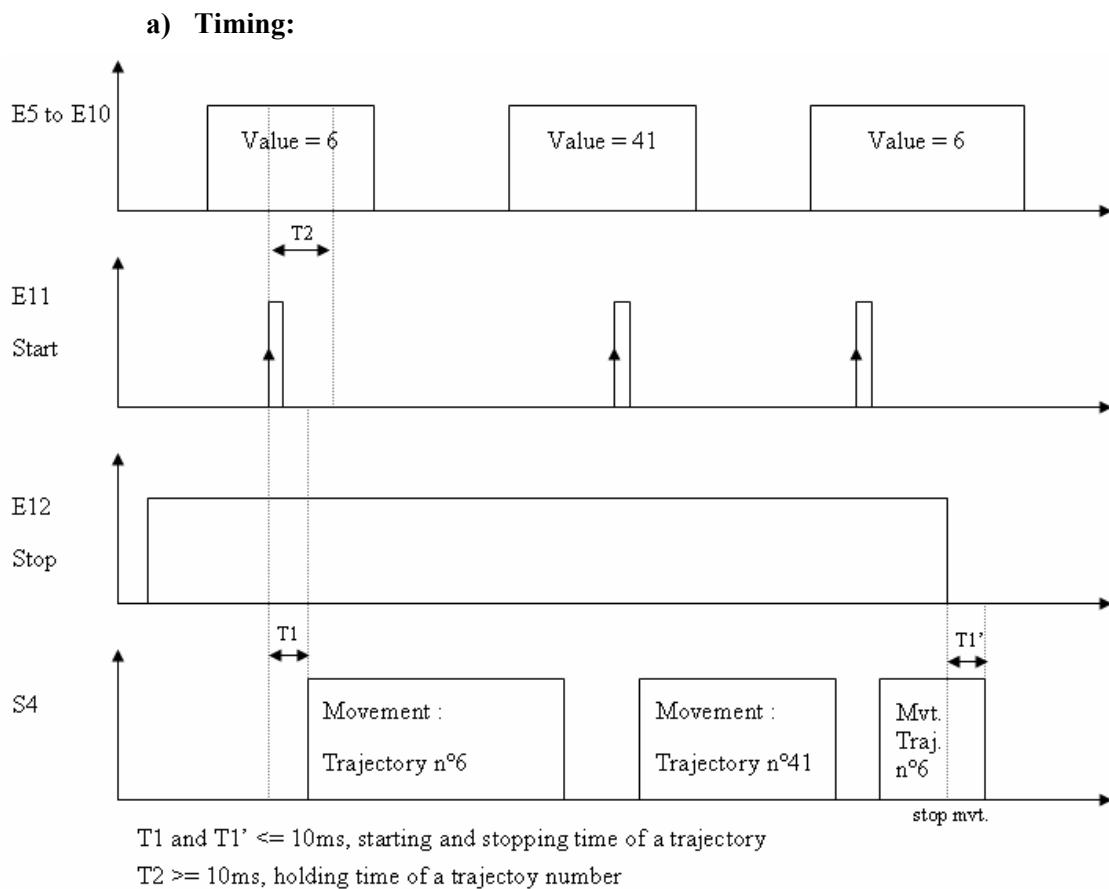 a) Timing:
E5 to E10
Value = 6
Value = 41
Value = 6
T2
E11
Start
E12
Stop
T1
T1’
S4
Movement :
Trajectory n°6
Movement :
Trajectory n°41
Mvt.
Traj.
n°6
stop mvt.
T1 and T1’ <= 10ms, starting and stopping time of a trajectory
T2 >= 10ms, holding time of a trajectoy number